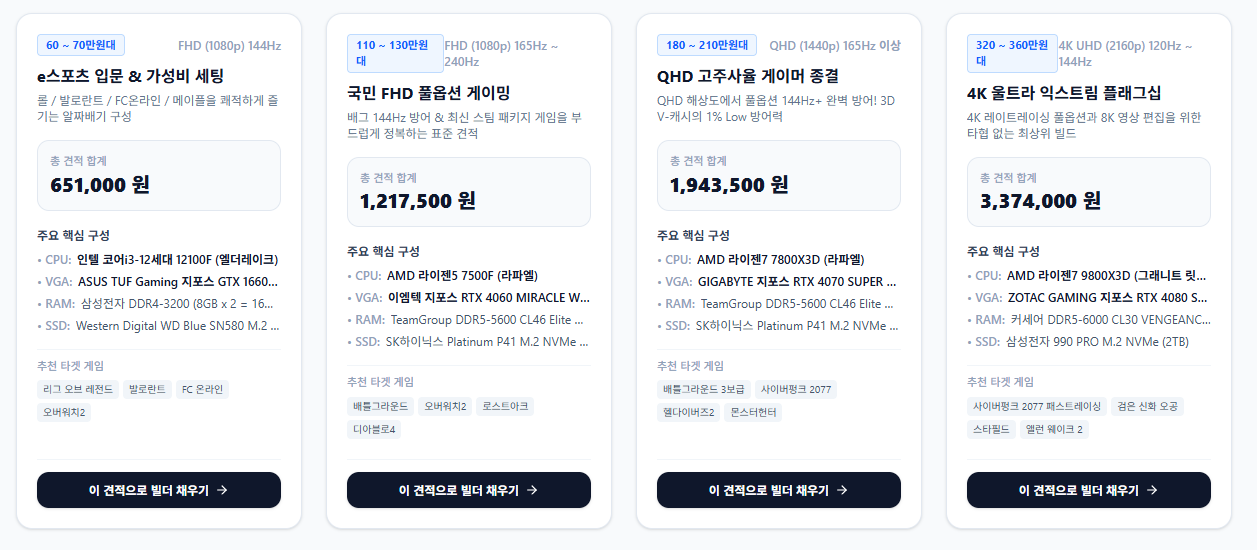 60 ~ 70만원대
FHD (1080p) 144Hz
e스포츠 입문 & 가성비 세팅
롤 / 발로란트 / FC온라인 / 메이플을 쾌적하게 즐
기는 알짜배기 구성
총 견적 합계
651,000 원
주요 핵심 구성
• CPU: 인텔 코어i3-12세대 12100F (엘더레이크)
• VGA: ASUS TUF Gaming 지포스 GTX 1660...
• RAM: 삼성전자 DDR4-3200 (8GB x 2 = 16...
• SSD: Western Digital WD Blue SN580 M.2 ...
추천 타겟 게임
리그 오브 레전드
발로란트
FC 온라인
오버워치2
이 견적으로 빌더 채우기 →
110 ~ 130만원
대
FHD (1080p) 165Hz ~
240Hz
국민 FHD 풀옵션 게이밍
배그 144Hz 방어 & 최신 스팀 패키지 게임을 부
드럽게 정복하는 표준 견적
총 견적 합계
1,217,500 원
주요 핵심 구성
• CPU: AMD 라이젠5 7500F (라파엘)
• VGA: 이엠텍 지포스 RTX 4060 MIRACLE W...
• RAM: TeamGroup DDR5-5600 CL46 Elite ...
• SSD: SK하이닉스 Platinum P41 M.2 NVMe ...
추천 타겟 게임
배틀그라운드
오버워치2
로스트아크
디아블로4
이 견적으로 빌더 채우기 →
180 ~ 210만원대
QHD (1440p) 165Hz 이상
QHD 고주사율 게이머 종결
QHD 해상도에서 풀옵션 144Hz+ 완벽 방어! 3D
V-캐시의 1% Low 방어력
총 견적 합계
1,943,500 원
주요 핵심 구성
• CPU: AMD 라이젠7 7800X3D (라파엘)
• VGA: GIGABYTE 지포스 RTX 4070 SUPER ...
• RAM: TeamGroup DDR5-5600 CL46 Elite ...
• SSD: SK하이닉스 Platinum P41 M.2 NVMe ...
추천 타겟 게임
배틀그라운드 3보급
사이버펑크 2077
헬다이버즈2
몬스터헌터
이 견적으로 빌더 채우기 →
320 ~ 360만원
대
4K UHD (2160p) 120Hz ~
144Hz
4K 울트라 익스트림 플래그십
4K 레이트레이싱 풀옵션과 8K 영상 편집을 위한
타협 없는 최상위 빌드
총 견적 합계
3,374,000 원
주요 핵심 구성
• CPU: AMD 라이젠7 9800X3D (그래니트 릿...
• VGA: ZOTAC GAMING 지포스 RTX 4080 S...
• RAM: 커세어 DDR5-6000 CL30 VENGEANC...
• SSD: 삼성전자 990 PRO M.2 NVMe (2TB)
추천 타겟 게임
사이버펑크 2077 패스트레이싱
검은 신화 오공
스타필드
앨런 웨이크 2
이 견적으로 빌더 채우기 →